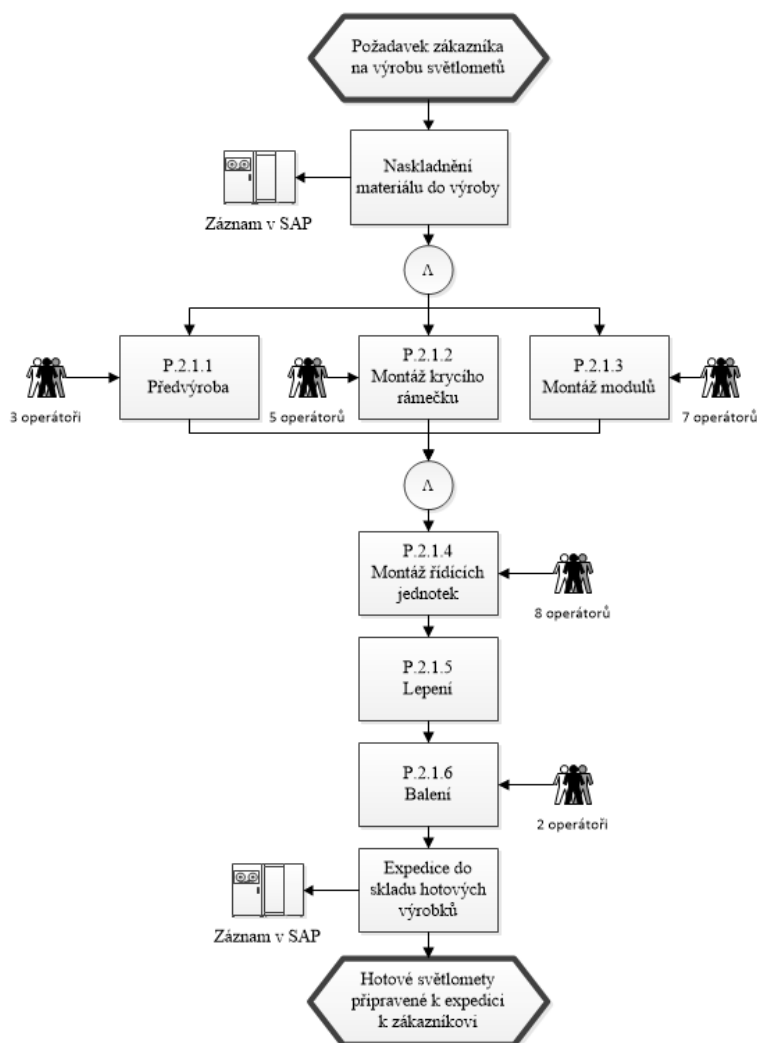 Požadavek zákazníka
na výrobu světlometů
Naskladnění
materiálu do výroby
Záznam v SAP
Λ
P.2.1.1
Předvýroba
3 operátoři
P.2.1.2
Montáž krycího
rámečku
5 operátorů
P.2.1.3
Montáž modulů
7 operátorů
Λ
P.2.1.4
Montáž řídících
jednotek
8 operátorů
P.2.1.5
Lepení
P.2.1.6
Balení
2 operátoři
Expedice do
skladu hotových
výrobků
Záznam v SAP
Hotové světlomety
připravené k expedici
k zákazníkovi